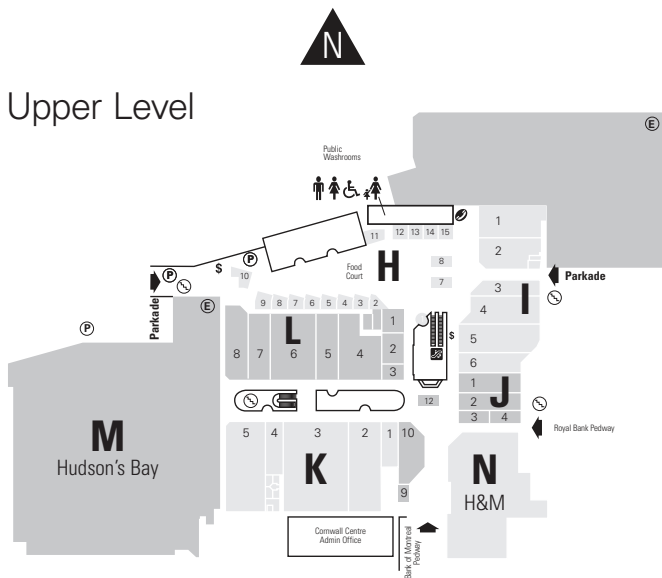 N
Upper Level
E
Public
Washrooms
1
11
12 13 14 15
P
P
$
10
Food
Court
H
8
7
2
Parkade
3
I
4
E
Parkade
P
9 8 7 6 5 4 3 2
L
1
8 7 6 5 4
2
3
$
5
6
1
J
2
3 4
12
Royal Bank Pedway
M
Hudson's Bay
5 4 3 2 1 10
K
9
N
H&M
Cornwall Centre
Admin Office
Bank of Montreal
Pedway